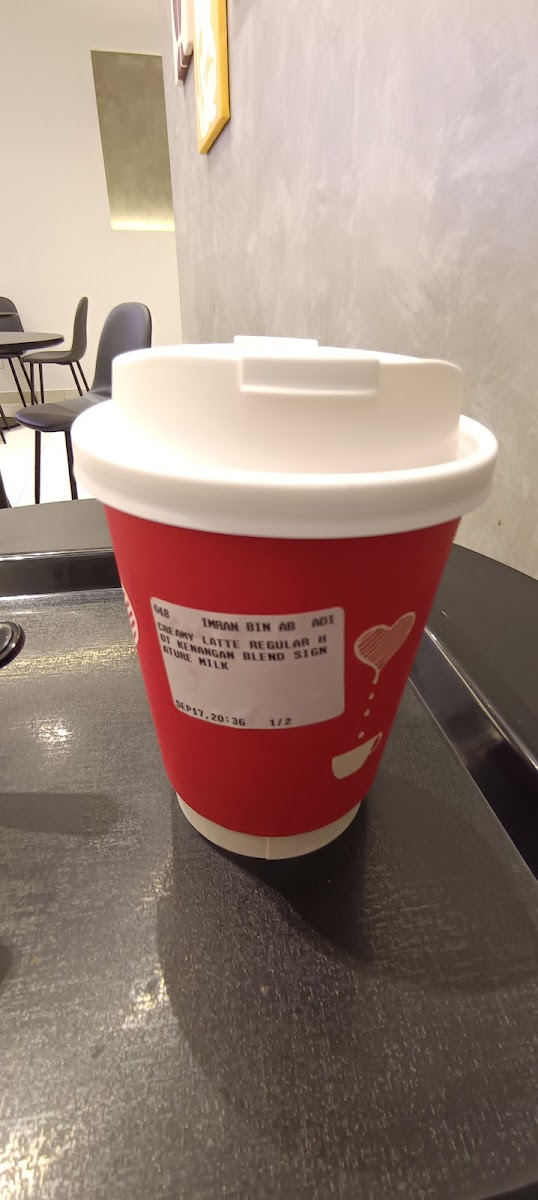 648 IMRAN BIN AB ADI
CREAMY LATTE REGULAR H
OT KENANGAN BLEND SIGN
ATURE MILK
SEP17,20:36 1/2